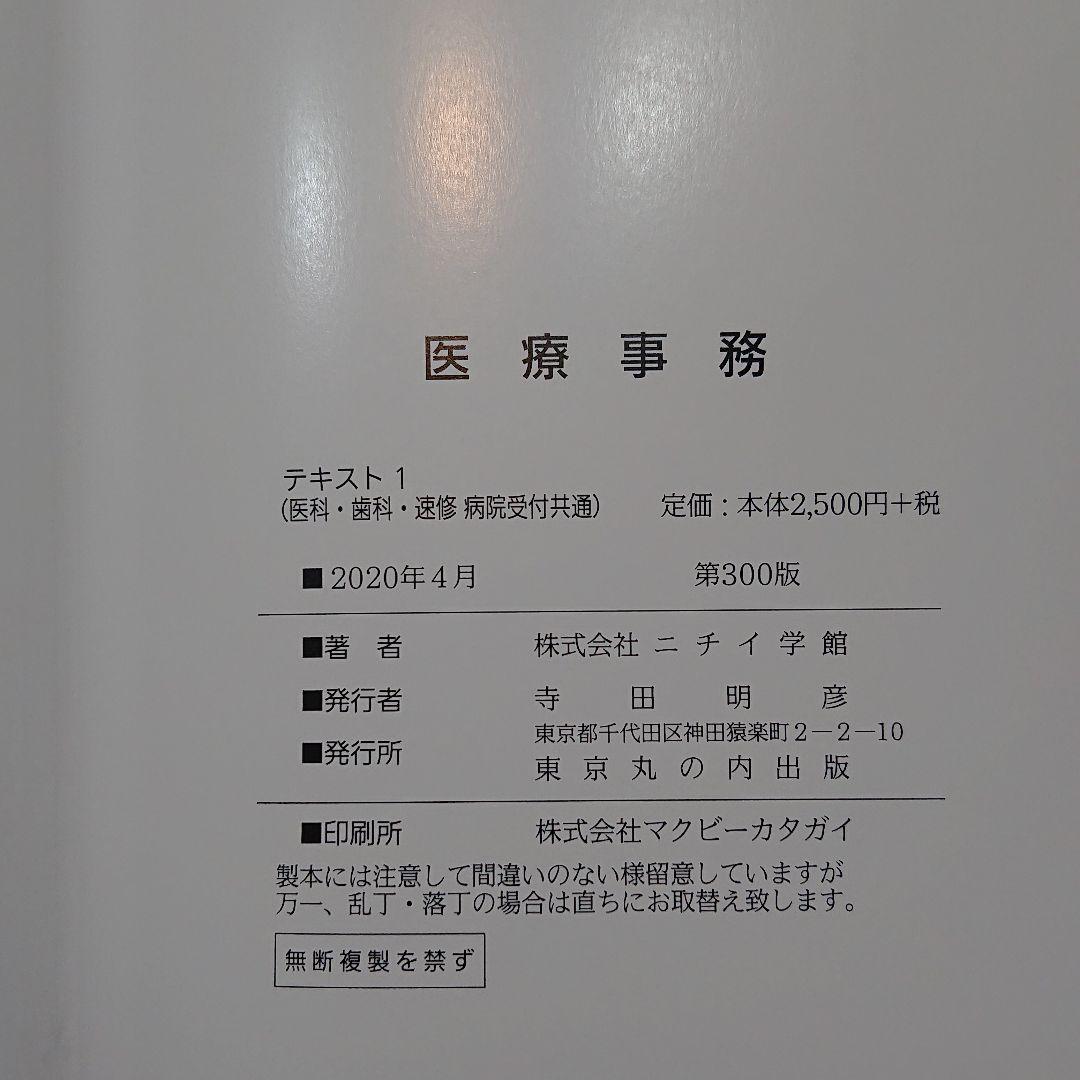 医療事務
テキスト 1
(医科・歯科・速修 病院受付共通) 定価:本体2,500円+税
■2020年4月 第300版
■著 者 株式会社 ニチイ学館
■発行者 寺田明彦
東京都千代田区神田猿楽町2-2-10
■発行所 東京丸の内出版
■印刷所 株式会社マクビーカタガイ
製本には注意して間違いのない様留意していますが
万一、乱丁・落丁の場合は直ちにお取替え致します。
無断複製を禁ず